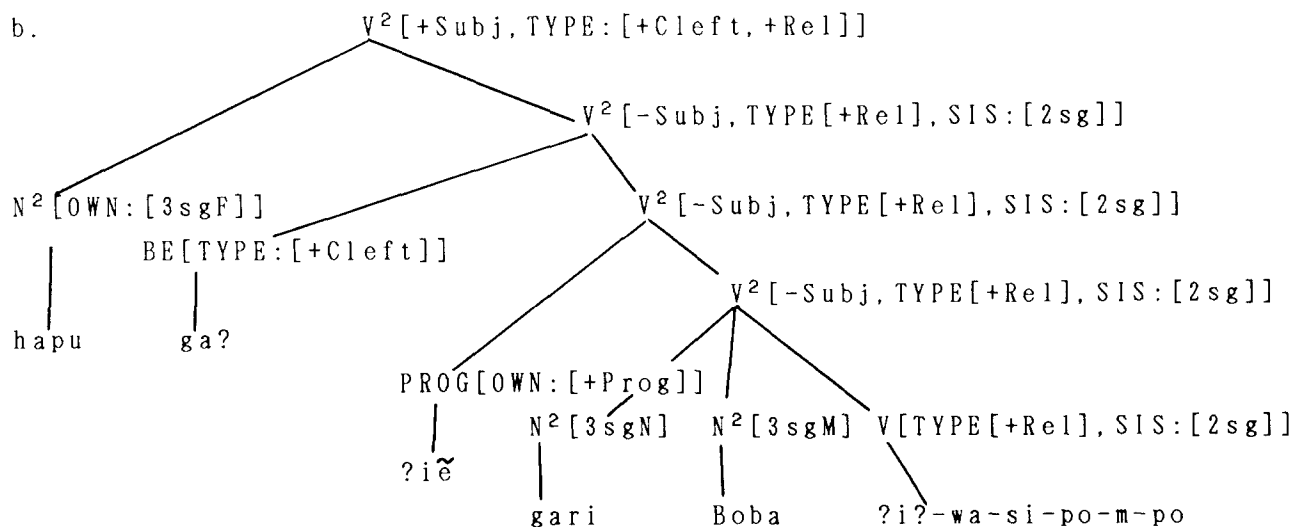 b. V²[+Subj, TYPE:[+Cleft, +Rel]]
V²[-Subj, TYPE[+Rel], SIS:[2sg]]
N²[OWN:[3sgF]] V²[-Subj, TYPE[+Rel], SIS:[2sg]]
BE[TYPE:[+Cleft]]
V²[-Subj, TYPE[+Rel], SIS:[2sg]]
hapu ga?
PROG[OWN:[+Prog]]
N²[3sgN] N²[3sgM] V[TYPE[+Rel], SIS:[2sg]]
?iẽ
gari Boba ?i?-wa-si-po-m-po